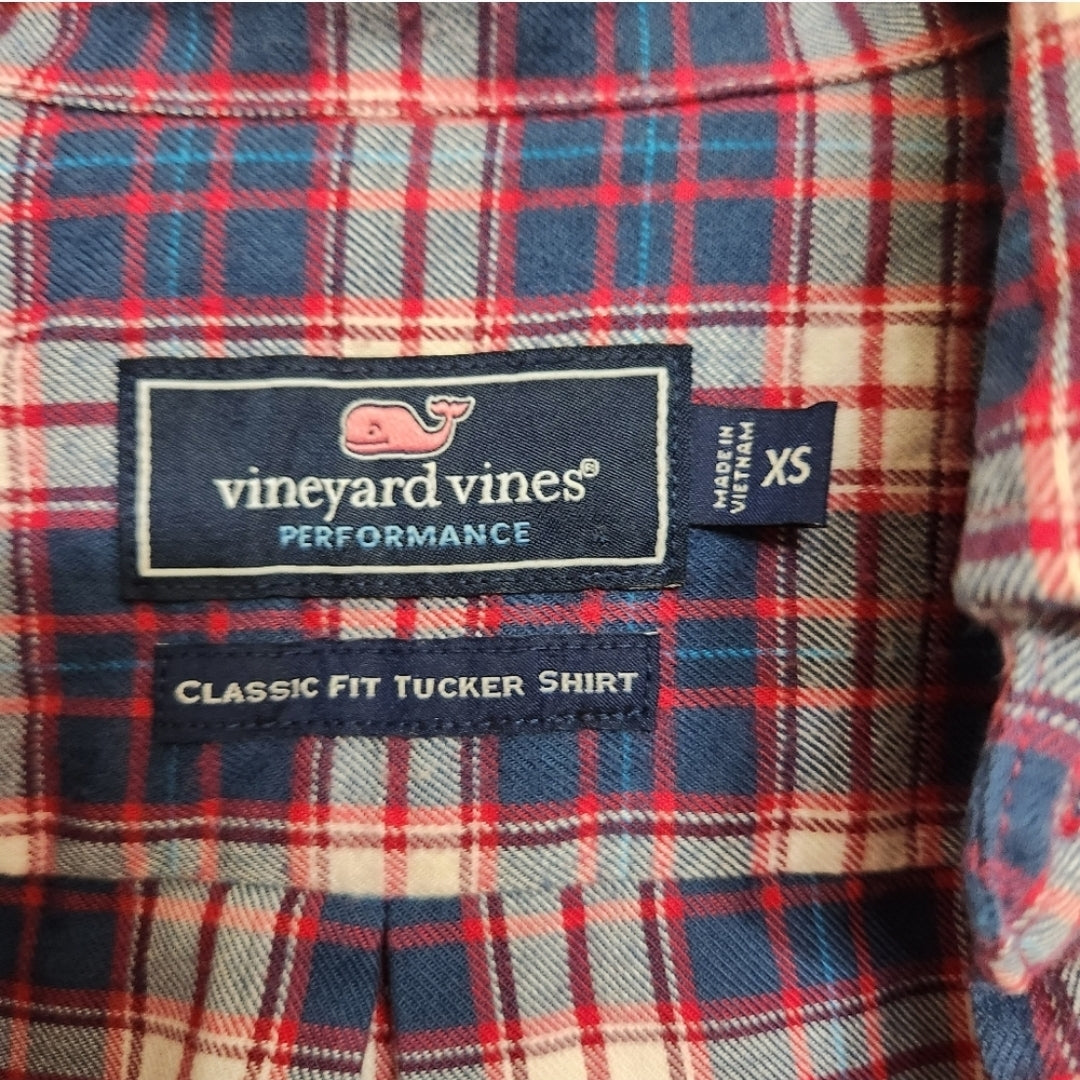 vineyard vines®
PERFORMANCE
MADE IN
VIETNAM
XS
CLASSIC FIT TUCKER SHIRT